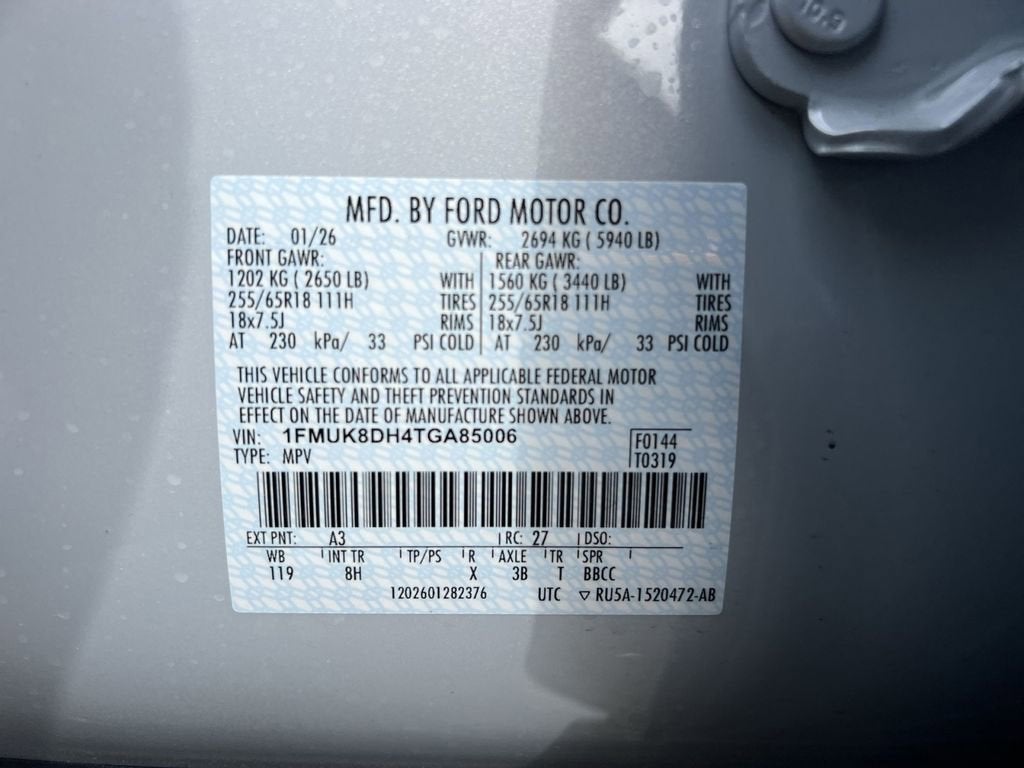 10.9
MFD. BY FORD MOTOR CO.
DATE: 01/26 GVWR: 2694 KG ( 5940 LB)
FRONT GAWR: REAR GAWR:
1202 KG ( 2650 LB) WITH 1560 KG ( 3440 LB) WITH
255/65R18 111H TIRES 255/65R18 111H TIRES
18x7.5J RIMS 18x7.5J RIMS
AT 230 kPa/ 33 PSI COLD AT 230 kPa/ 33 PSI COLD
THIS VEHICLE CONFORMS TO ALL APPLICABLE FEDERAL MOTOR
VEHICLE SAFETY AND THEFT PREVENTION STANDARDS IN
EFFECT ON THE DATE OF MANUFACTURE SHOWN ABOVE.
VIN: 1FMUK8DH4TGA85006 F0144
TYPE: MPV T0319
EXT PNT: A3 RC: 27 DSO:
WB INT TR TP/PS R AXLE TR SPR
119 8H X 3B T BBCC
1202601282376 UTC ▽ RU5A-1520472-AB